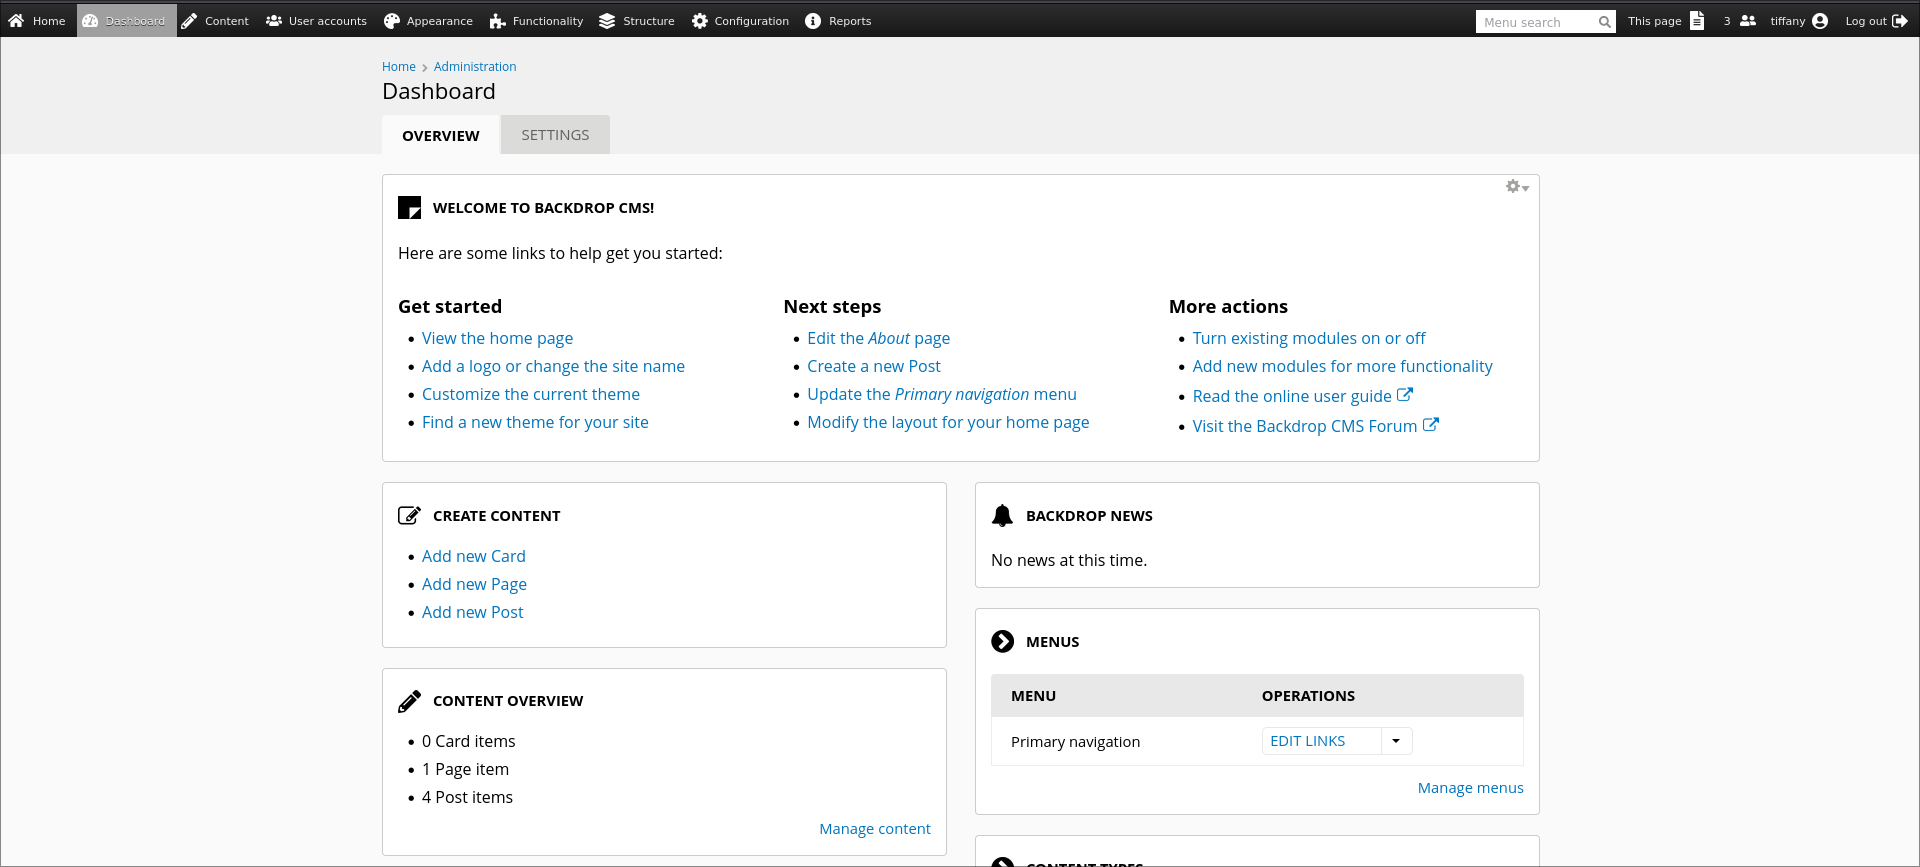 Home Dashboard Content User accounts Appearance Functionality Structure Configuration Reports Menu search This page 3 tiffany Log out
Home Administration
Dashboard
OVERVIEW SETTINGS
WELCOME TO BACKDROP CMS!
Here are some links to help get you started:
Get started
View the home page
Add a logo or change the site name
Customize the current theme
Find a new theme for your site
Next steps
Edit the About page
Create a new Post
Update the Primary navigation menu
Modify the layout for your home page
More actions
Turn existing modules on or off
Add new modules for more functionality
Read the online user guide
Visit the Backdrop CMS Forum
CREATE CONTENT
Add new Card
Add new Page
Add new Post
CONTENT OVERVIEW
0 Card items
1 Page item
4 Post items
Manage content
BACKDROP NEWS
No news at this time.
MENUS
MENU OPERATIONS
Primary navigation EDIT LINKS
Manage menus
CONTENT TYPES